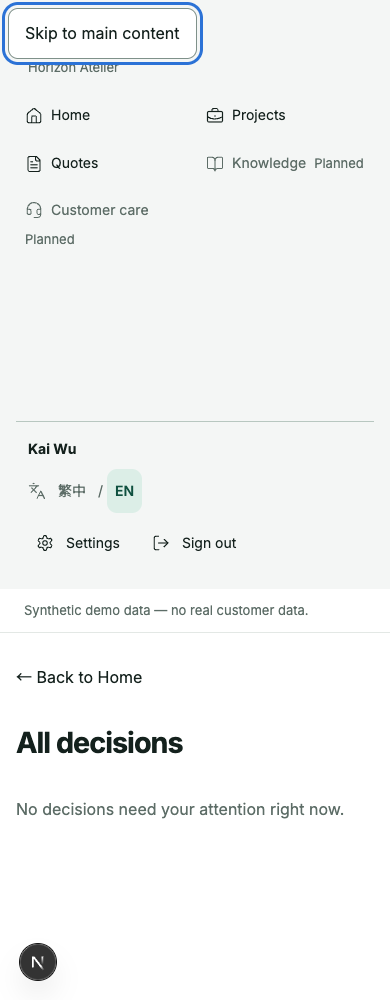 Skip to main content
Horizon Atelier
Home
Projects
Quotes
Knowledge Planned
Customer care
Planned
Kai Wu
繁中 / EN
Settings
Sign out
Synthetic demo data — no real customer data.
← Back to Home
All decisions
No decisions need your attention right now.
N